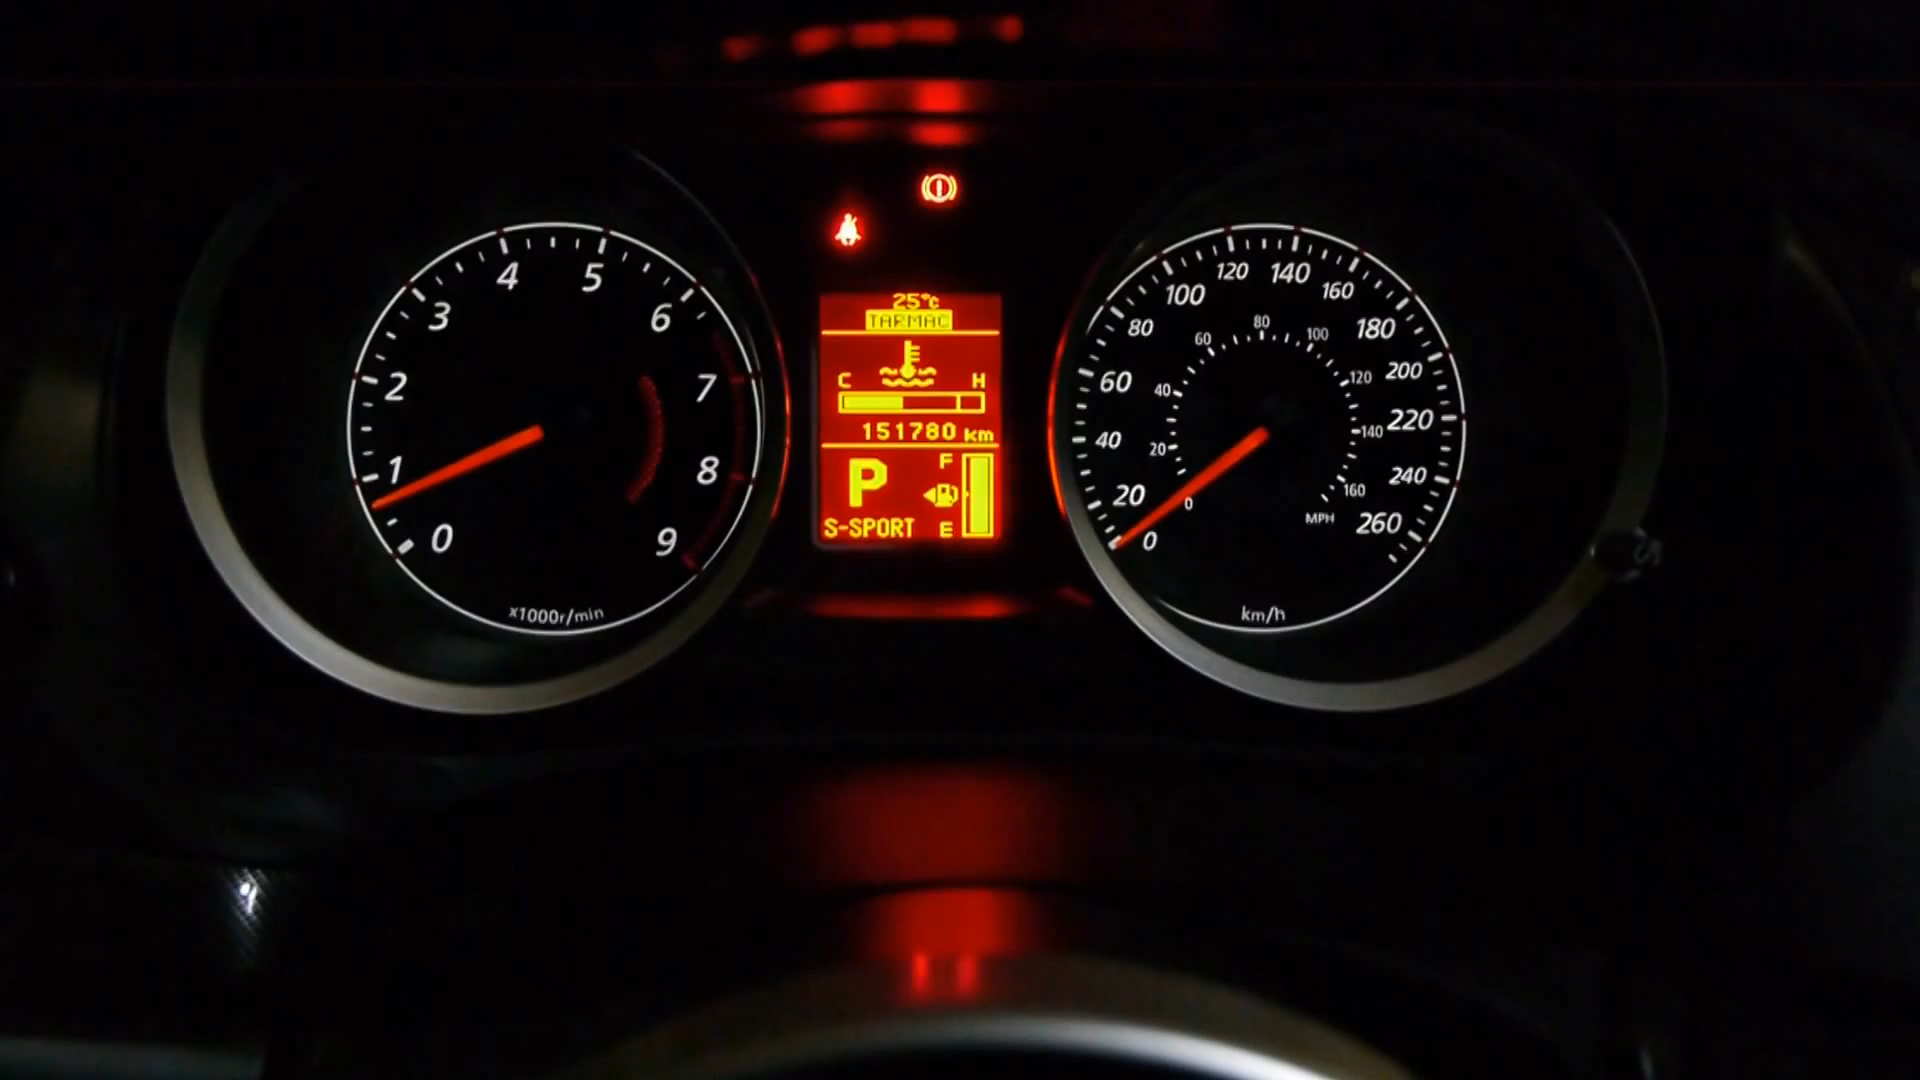 25°C
TARMAC
C H
151780 km
P
F
E
S-SPORT
0 1 2 3 4 5 6 7 8 9
x1000r/min
0 20 40 60 80 100 120 140 160 180 200 220 240 260
km/h
0 20 40 60 80 100 120 140 160
MPH